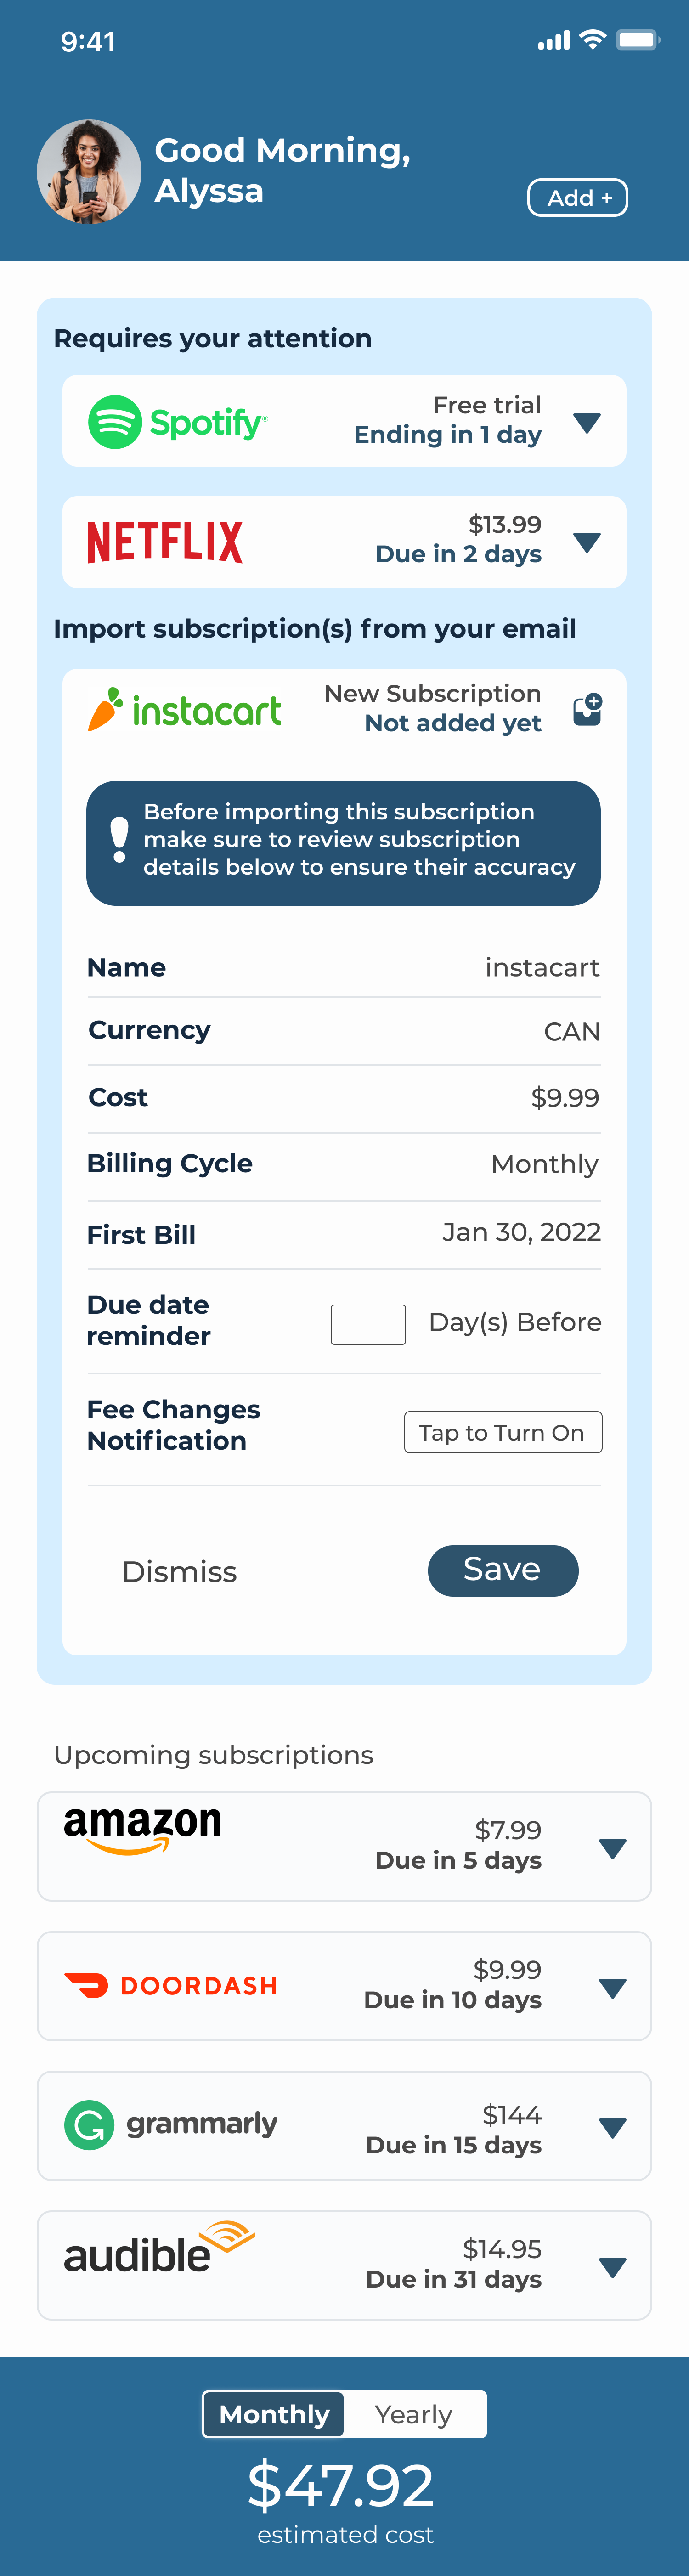 9:41
Good Morning,
Alyssa
Add +
Requires your attention
Spotify®
Free trial
Ending in 1 day
NETFLIX
$13.99
Due in 2 days
Import subscription(s) from your email
instacart
New Subscription
Not added yet
Before importing this subscription
make sure to review subscription
details below to ensure their accuracy
Name instacart
Currency CAN
Cost $9.99
Billing Cycle Monthly
First Bill Jan 30, 2022
Due date
reminder
Day(s) Before
Fee Changes
Notification
Tap to Turn On
Dismiss Save
Upcoming subscriptions
amazon
$7.99
Due in 5 days
DOORDASH
$9.99
Due in 10 days
grammarly
$144
Due in 15 days
audible
$14.95
Due in 31 days
Monthly Yearly
$47.92
estimated cost